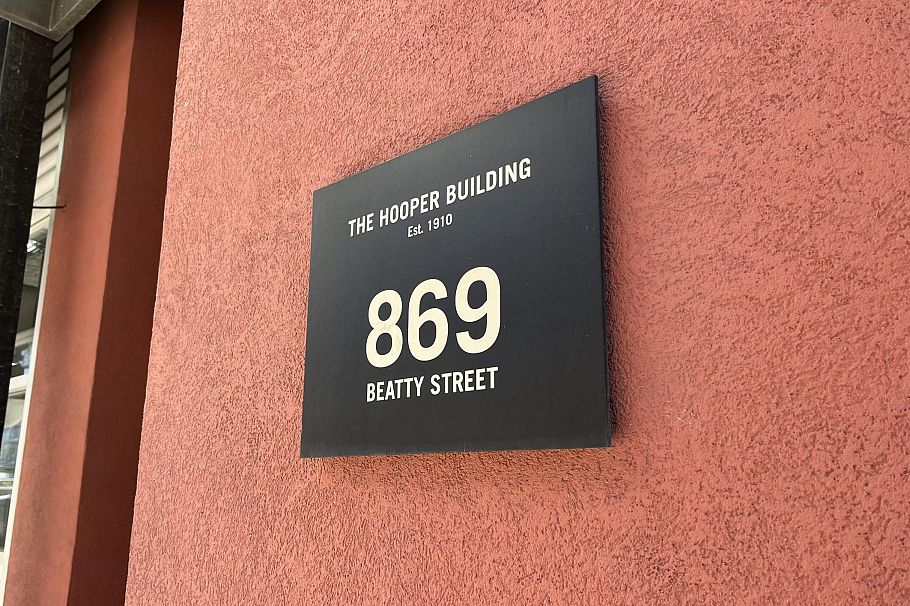 THE HOOPER BUILDING
Est. 1910
869
BEATTY STREET